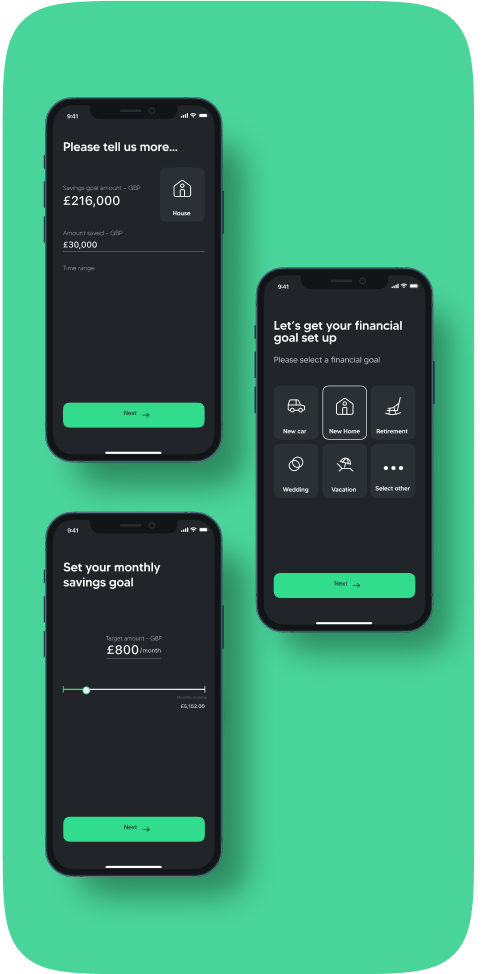 9:41
Please tell us more...
Savings goal amount - GBP
£216,000
House
Amount saved - GBP
£30,000
Time range
Next
9:41
Let's get your financial
goal set up
Please select a financial goal
New car
New Home
Retirement
Wedding
Vacation
Select other
Next
9:41
Set your monthly
savings goal
Target amount - GBP
£800/month
£5,152.00
Next